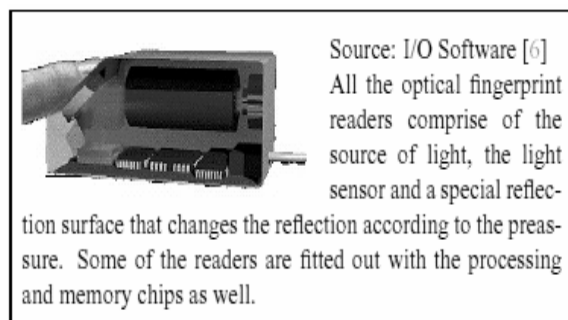 Source: I/O Software [6]
All the optical fingerprint
readers comprise of the
source of light, the light
sensor and a special reflec-
tion surface that changes the reflection according to the preas-
sure. Some of the readers are fitted out with the processing
and memory chips as well.